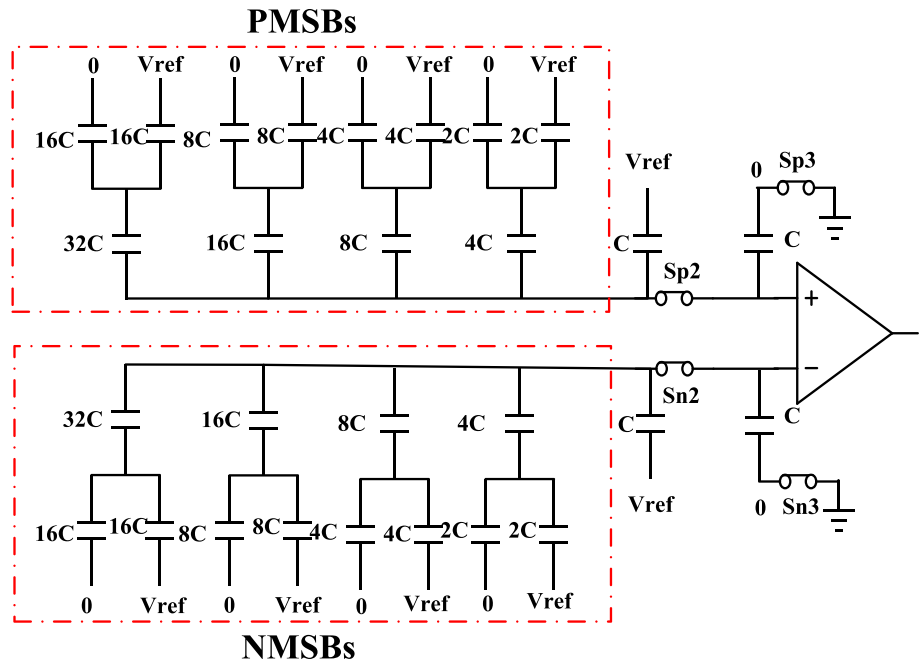 PMSBs
0 Vref 0 Vref 0 Vref 0 Vref
16C 16C 8C 8C 4C 4C 2C 2C
Vref 0 Sp3
32C 16C 8C 4C C C
Sp2
+
−
Sn2
32C 16C 8C 4C C C
16C 16C 8C 8C 4C 4C 2C 2C
Vref 0 Sn3
0 Vref 0 Vref 0 Vref 0 Vref
NMSBs